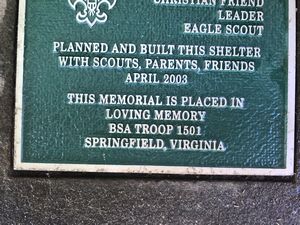 CHRISTIAN FRIEND
LEADER
EAGLE SCOUT
PLANNED AND BUILT THIS SHELTER
WITH SCOUTS, PARENTS, FRIENDS
APRIL 2003
THIS MEMORIAL IS PLACED IN
LOVING MEMORY
BSA TROOP 1501
SPRINGFIELD, VIRGINIA